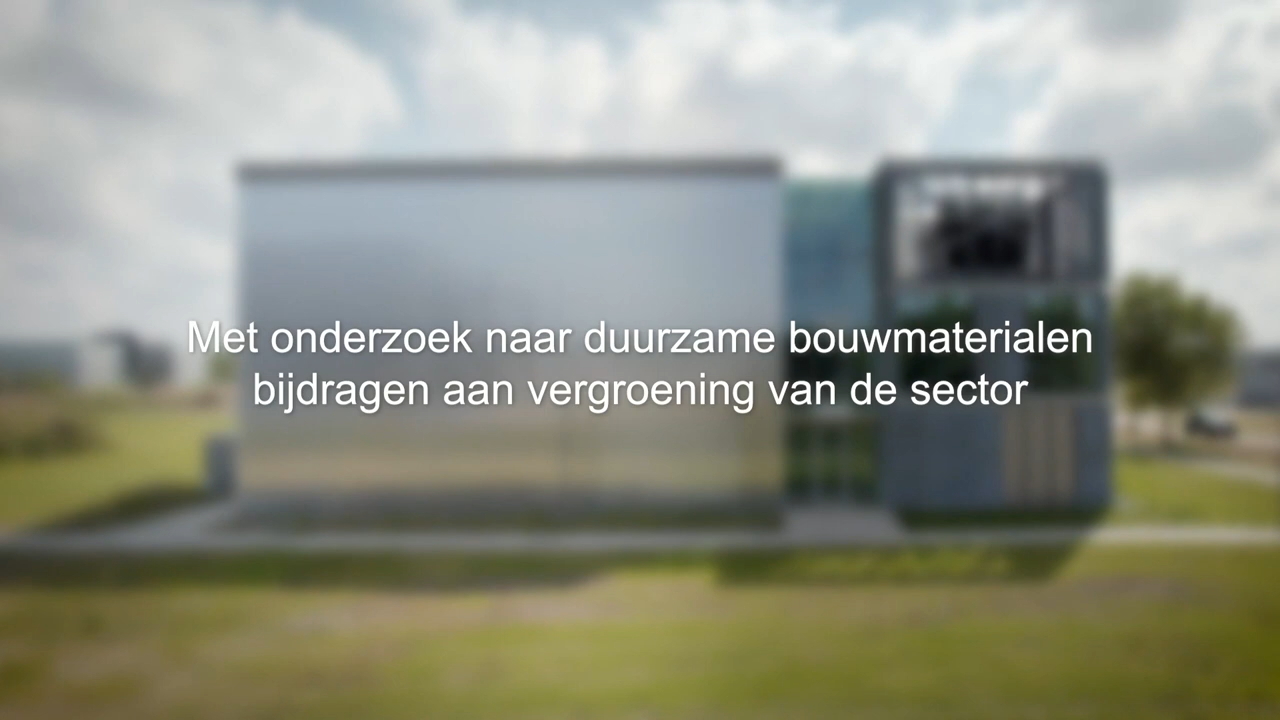 Met onderzoek naar duurzame bouwmaterialen
bijdragen aan vergroening van de sector